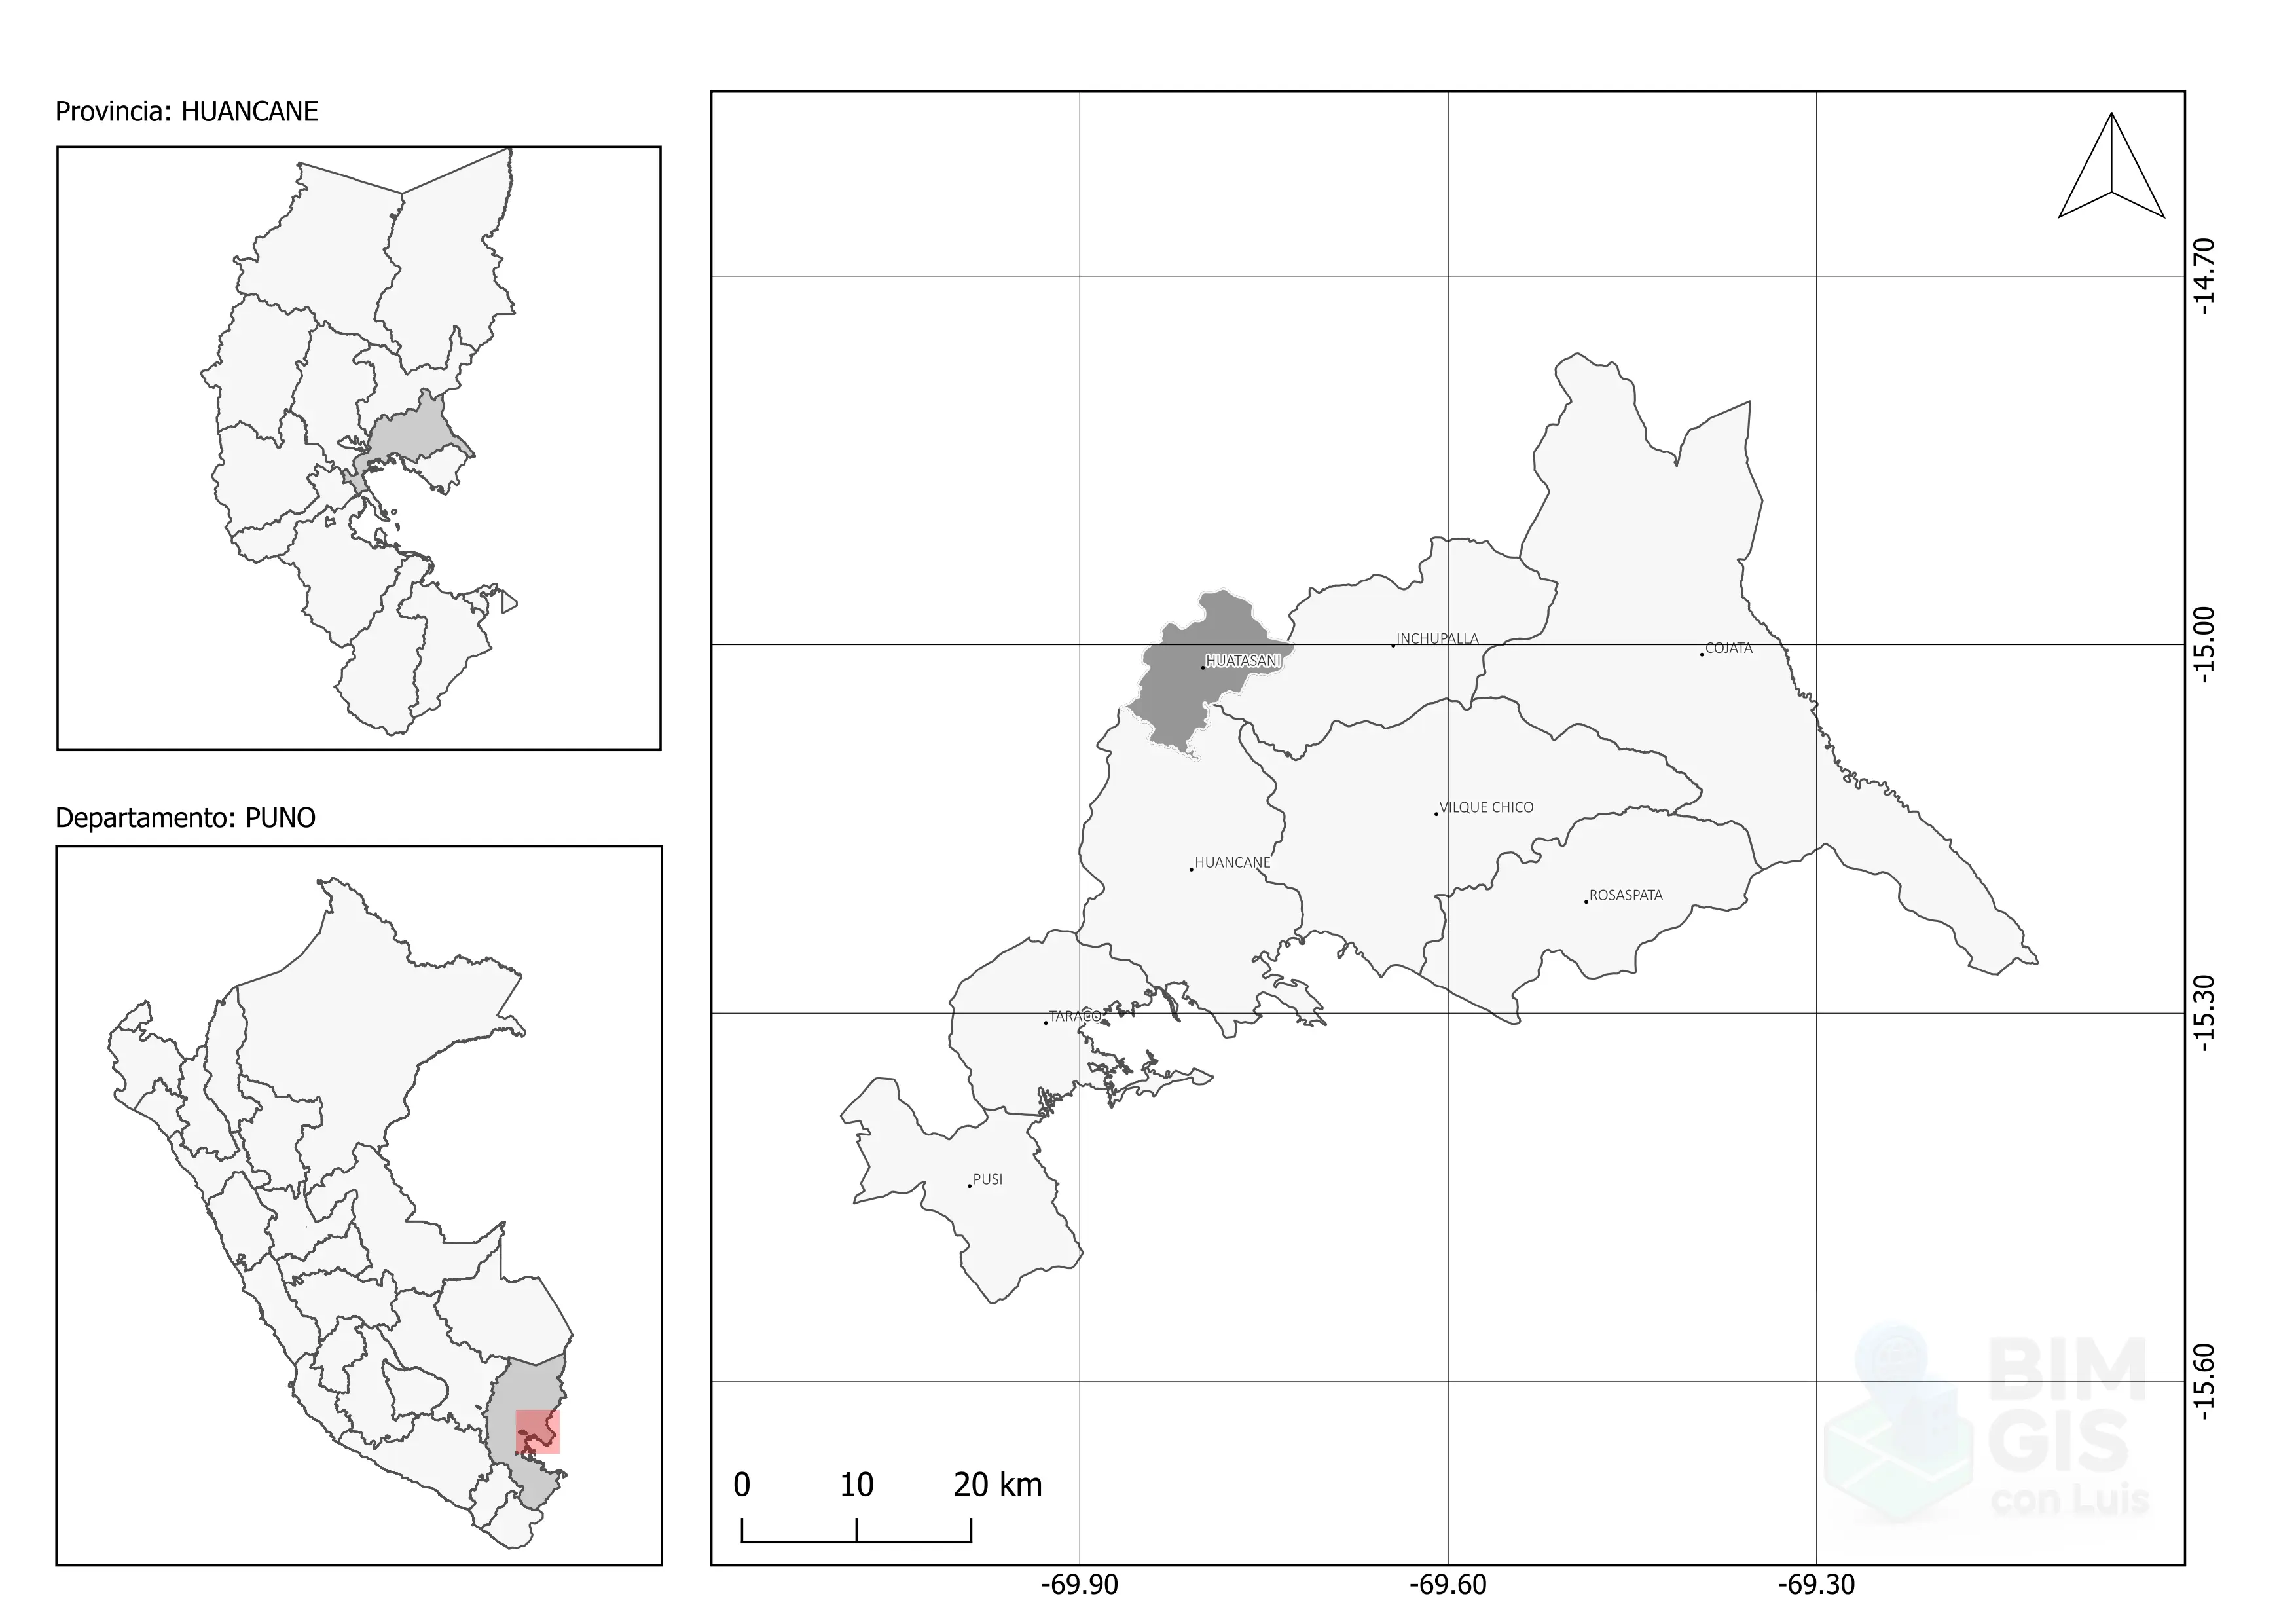 Provincia: HUANCANE
Departamento: PUNO
-14.70
-15.00
-15.30
-15.60
INCHUPALLA
COJATA
HUATASANI
VILQUE CHICO
HUANCANE
ROSASPATA
TARACO
PUSI
0 10 20 km
-69.90 -69.60 -69.30
BIM
GIS
con Luis